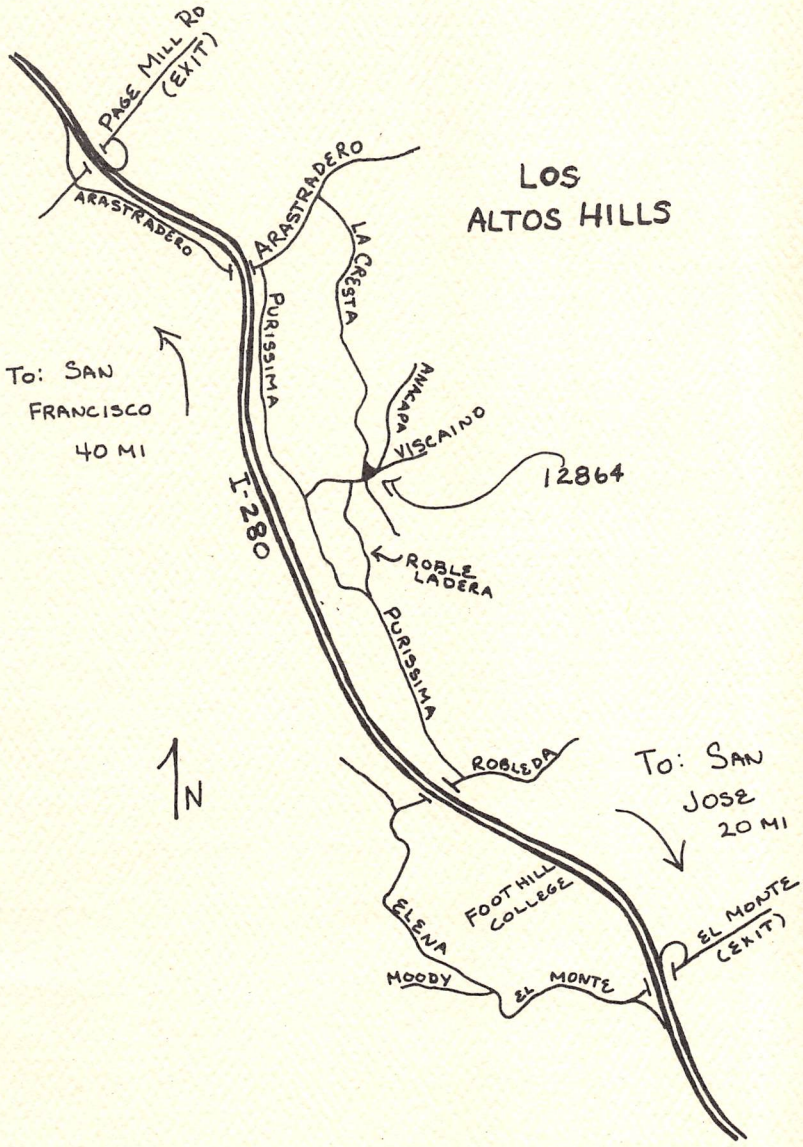 PAGE MILL RD
(EXIT)
ARASTRADERO
ARASTRADERO
LOS
ALTOS HILLS
LA CRESTA
PURISSIMA
TO: SAN
FRANCISCO
40 MI
ANACAPA
VISCAINO
12864
I-280
ROBLE
LADERA
PURISSIMA
N
ROBLEDA
TO: SAN
JOSE
20 MI
FOOTHILL
COLLEGE
EL MONTE
(EXIT)
ELENA
MOODY
EL MONTE